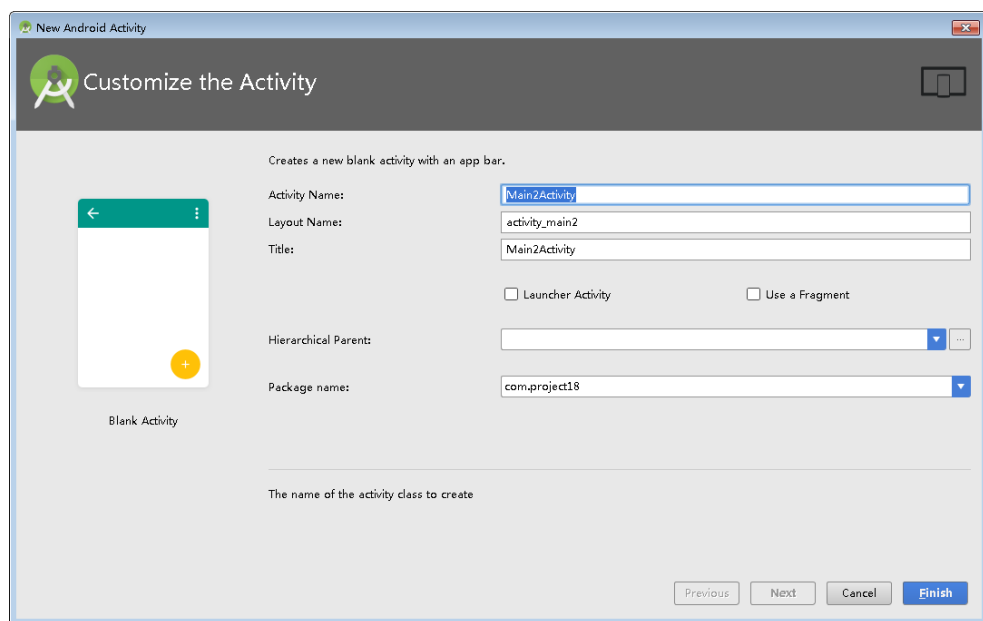 New Android Activity
Customize the Activity
Creates a new blank activity with an app bar.
Activity Name: Main2Activity
Layout Name: activity_main2
Title: Main2Activity
Launcher Activity Use a Fragment
Hierarchical Parent: ...
Package name: com.project18
Blank Activity
The name of the activity class to create
Previous Next Cancel Finish